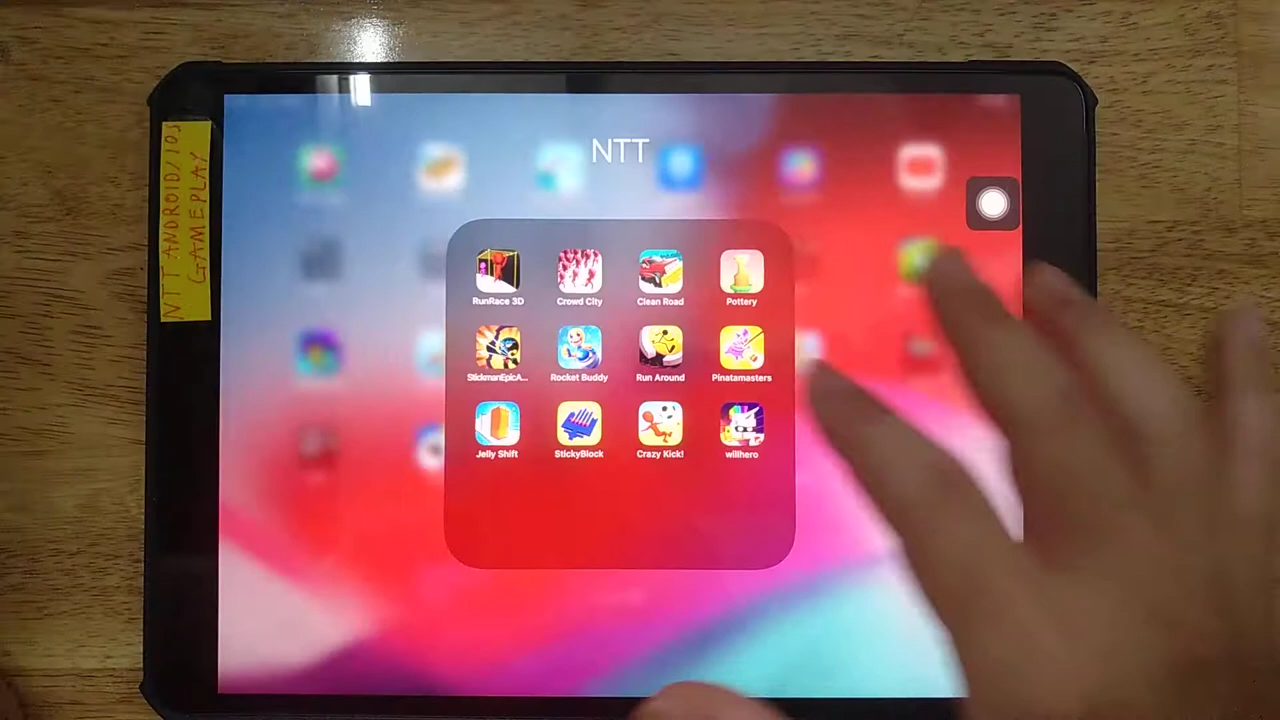 NTT ANDROID/IOS
GAMEPLAY
NTT
RunRace 3D
Crowd City
Clean Road
Pottery
StickmanEpicA...
Rocket Buddy
Run Around
Pinatamasters
Jelly Shift
StickyBlock
Crazy Kick!
willhero